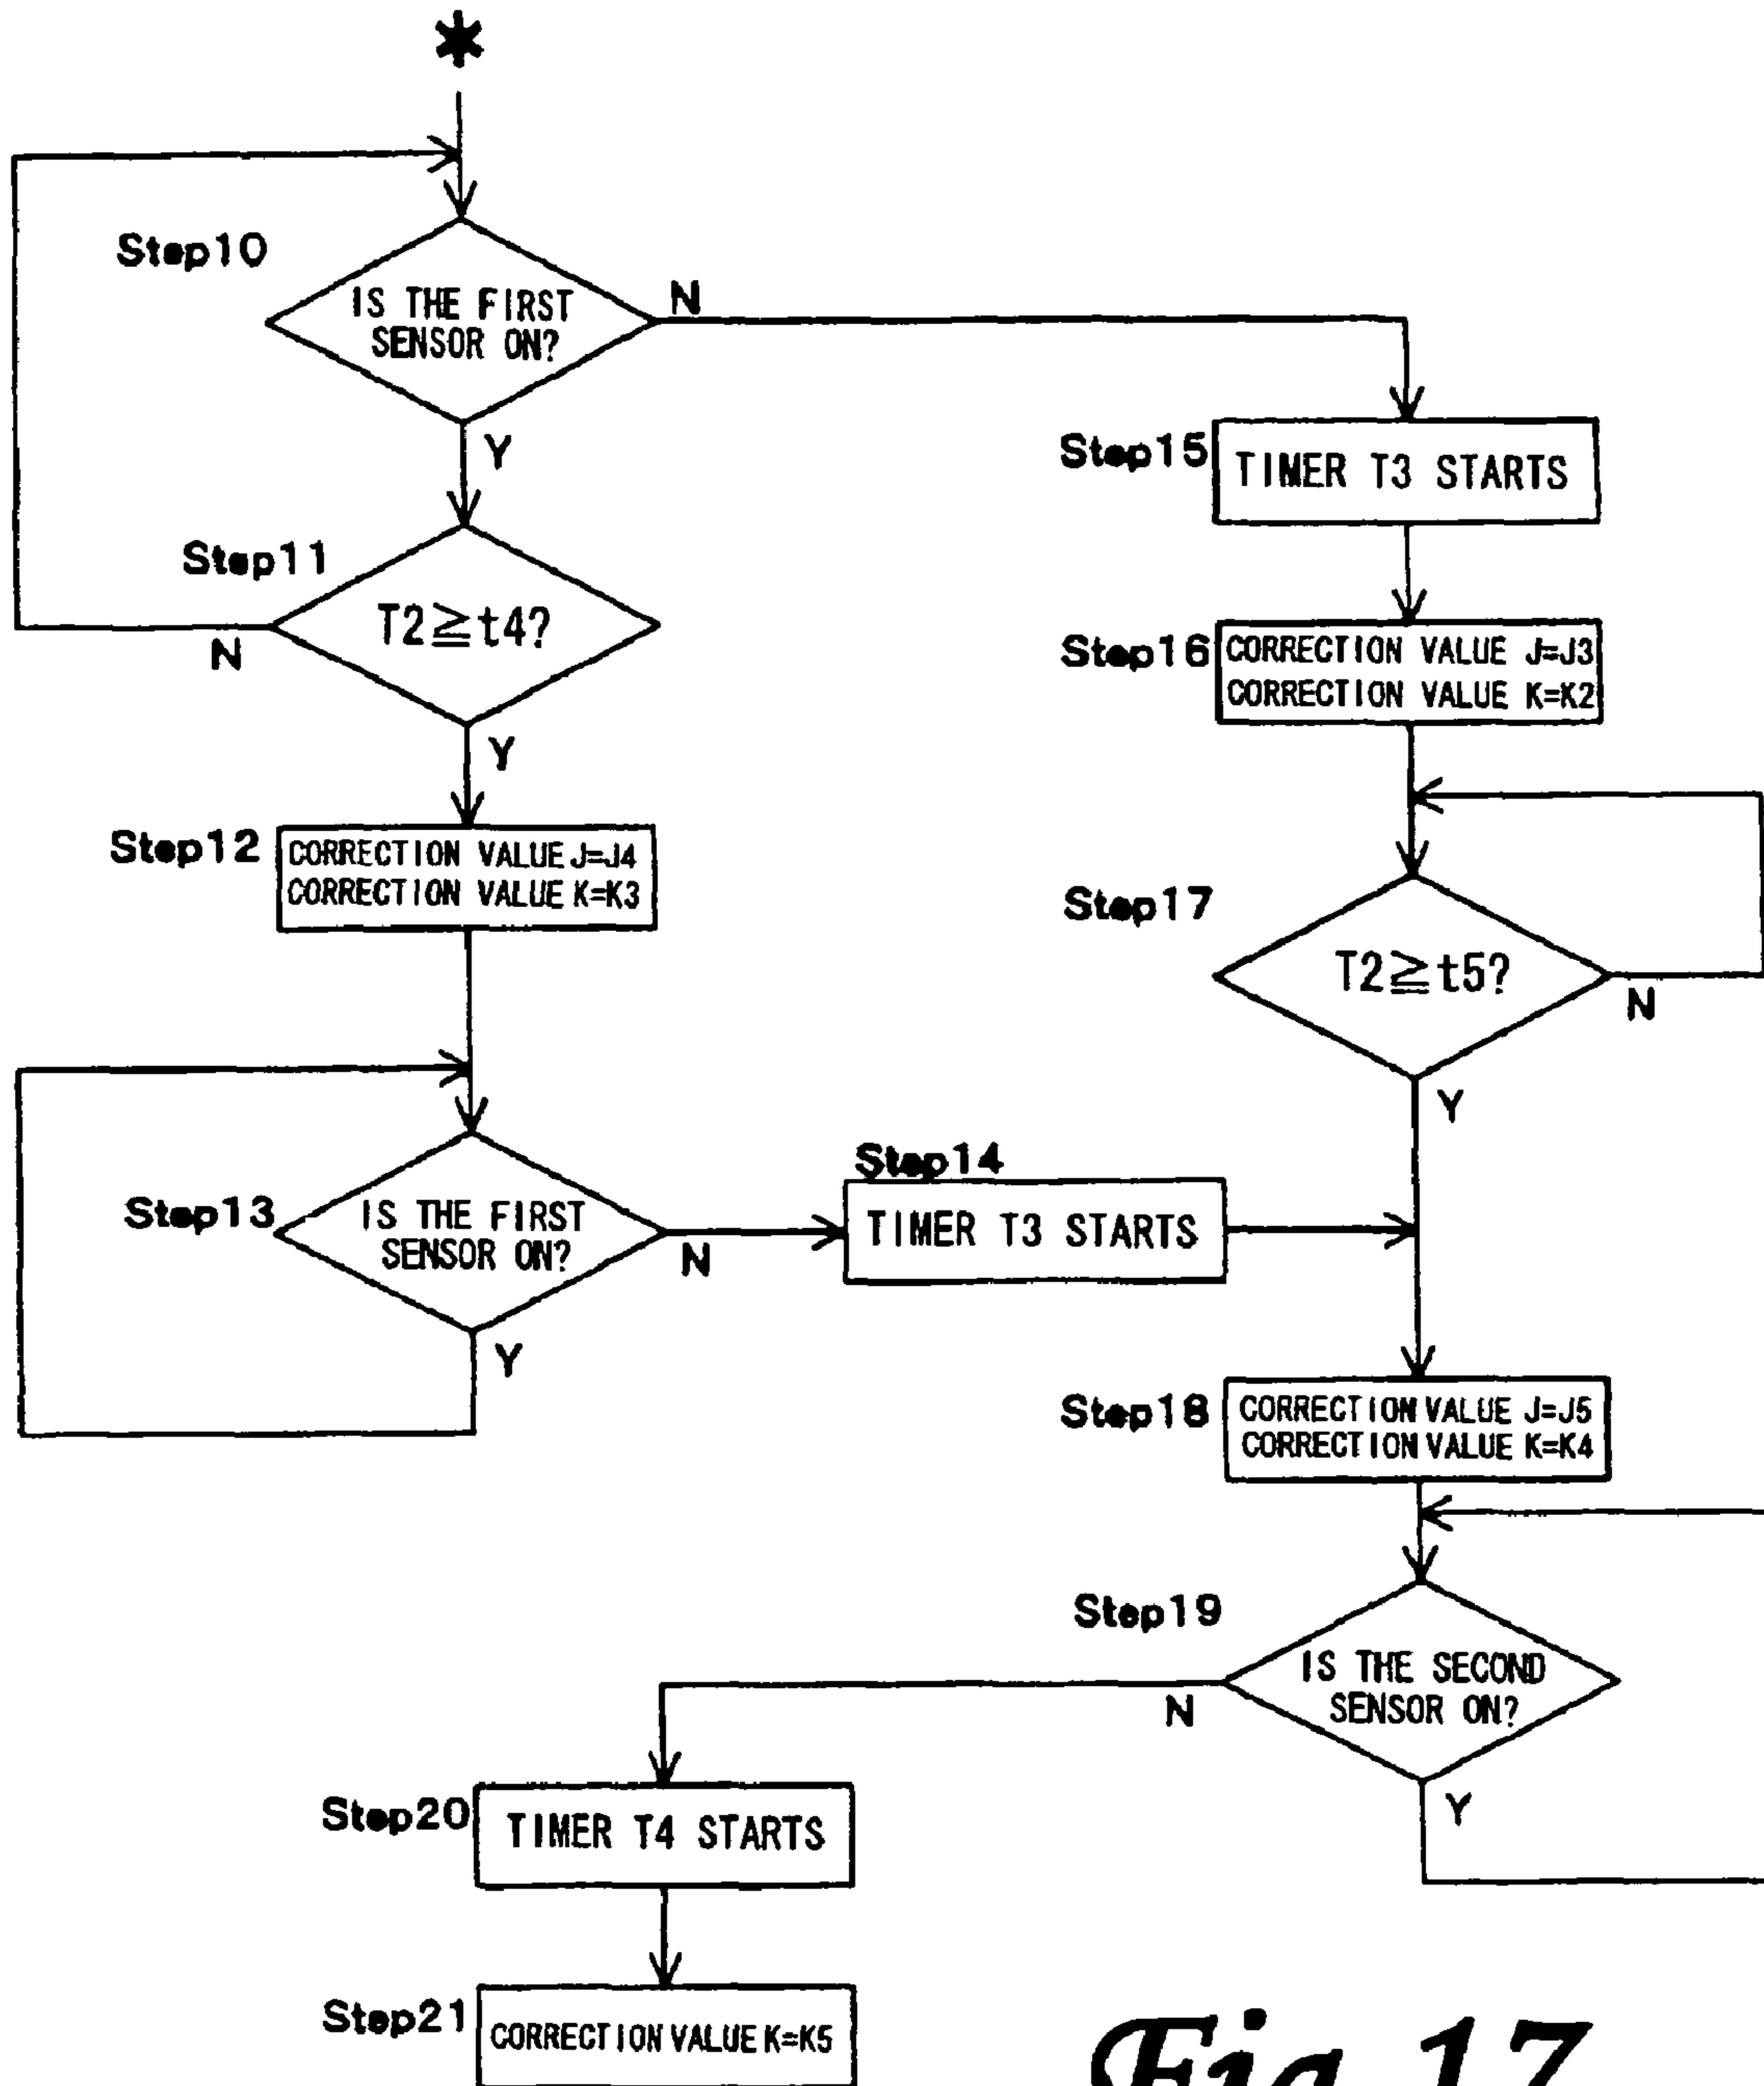 *
Step10
IS THE FIRST
SENSOR ON?
N
Y
Step11
T2≧t4?
N
Y
Step12
CORRECTION VALUE J=J4
CORRECTION VALUE K=K3
Step13
IS THE FIRST
SENSOR ON?
N
Y
Step14
TIMER T3 STARTS
Step15
TIMER T3 STARTS
Step16
CORRECTION VALUE J=J3
CORRECTION VALUE K=K2
Step17
T2≧t5?
N
Y
Step18
CORRECTION VALUE J=J5
CORRECTION VALUE K=K4
Step19
IS THE SECOND
SENSOR ON?
N
Y
Step20
TIMER T4 STARTS
Step21
CORRECTION VALUE K=K5
Fig 17